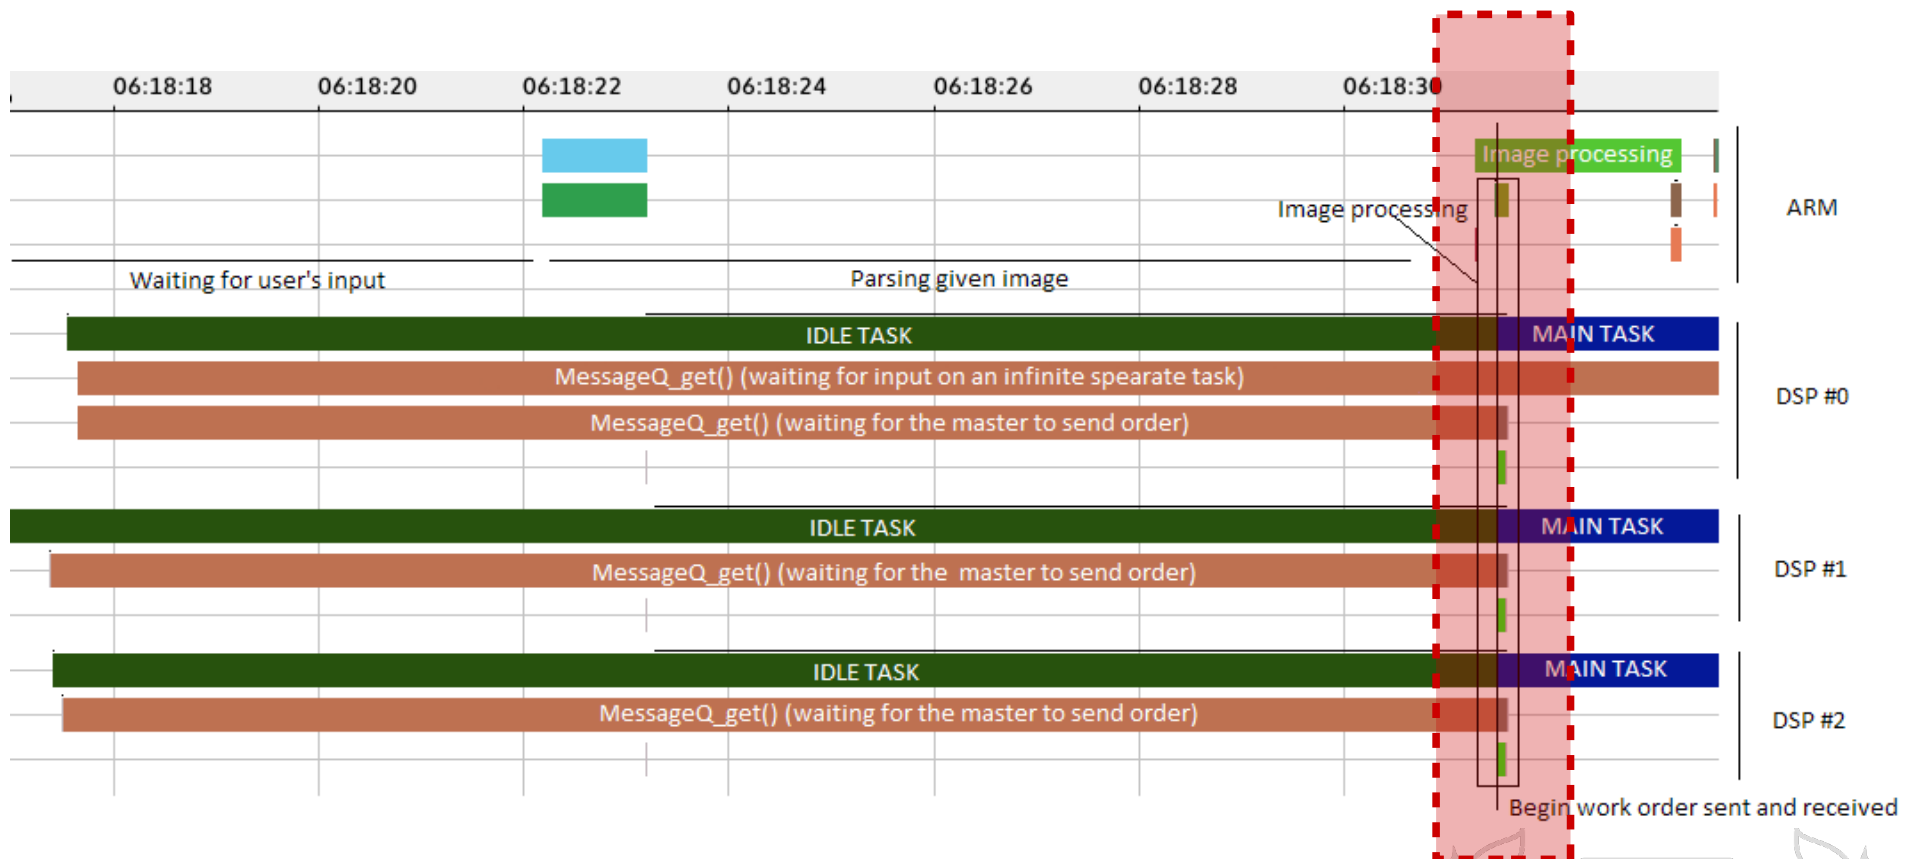 06:18:18 06:18:20 06:18:22 06:18:24 06:18:26 06:18:28 06:18:30
Image processing
Image processing
ARM
Waiting for user's input
Parsing given image
IDLE TASK
MAIN TASK
MessageQ_get() (waiting for input on an infinite spearate task)
DSP #0
MessageQ_get() (waiting for the master to send order)
IDLE TASK
MAIN TASK
MessageQ_get() (waiting for the master to send order)
DSP #1
IDLE TASK
MAIN TASK
MessageQ_get() (waiting for the master to send order)
DSP #2
Begin work order sent and received